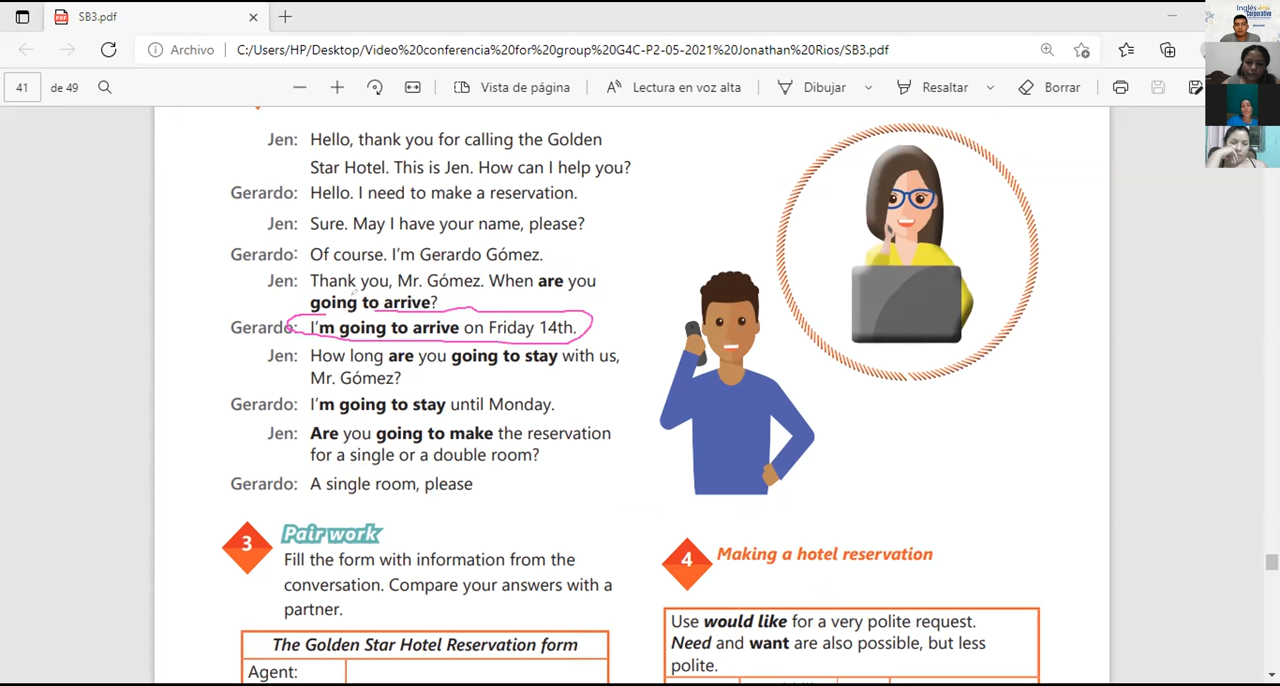 SB3.pdf
Archivo
C:/Users/HP/Desktop/Video%20conferencia%20for%20group%20G4C-P2-05-2021%20Jonathan%20Rios/SB3.pdf
41 de 49
Vista de página
Lectura en voz alta
Dibujar
Resaltar
Borrar
Inglés
corporativo
Jen: Hello, thank you for calling the Golden
Star Hotel. This is Jen. How can I help you?
Gerardo: Hello. I need to make a reservation.
Jen: Sure. May I have your name, please?
Gerardo: Of course. I'm Gerardo Gómez.
Jen: Thank you, Mr. Gómez. When are you
going to arrive?
Gerardo: I'm going to arrive on Friday 14th.
Jen: How long are you going to stay with us,
Mr. Gómez?
Gerardo: I'm going to stay until Monday.
Jen: Are you going to make the reservation
for a single or a double room?
Gerardo: A single room, please
3 Pair work
Fill the form with information from the
conversation. Compare your answers with a
partner.
The Golden Star Hotel Reservation form
Agent:
4 Making a hotel reservation
Use would like for a very polite request.
Need and want are also possible, but less
polite.